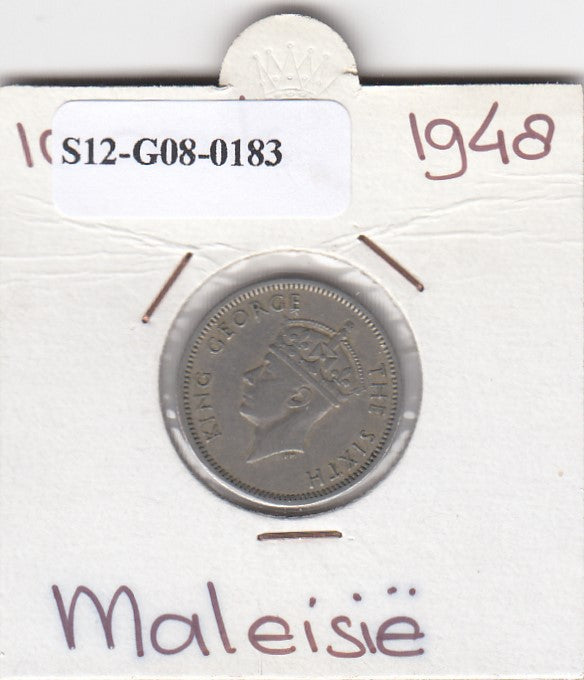 S12-G08-0183
1948
KING GEORGE THE SIXTH
Maleisië